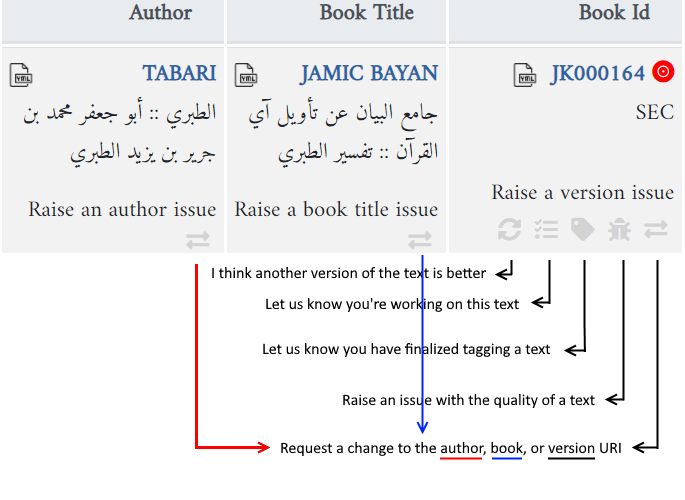 Author
Book Title
Book Id
TABARI
JAMIC BAYAN
JK000164
الطبري :: أبو جعفر محمد بن
جرير بن يزيد الطبري
جامع البيان عن تأويل آي
القرآن :: تفسير الطبري
SEC
Raise an author issue
Raise a book title issue
Raise a version issue
I think another version of the text is better
Let us know you're working on this text
Let us know you have finalized tagging a text
Raise an issue with the quality of a text
Request a change to the author, book, or version URI